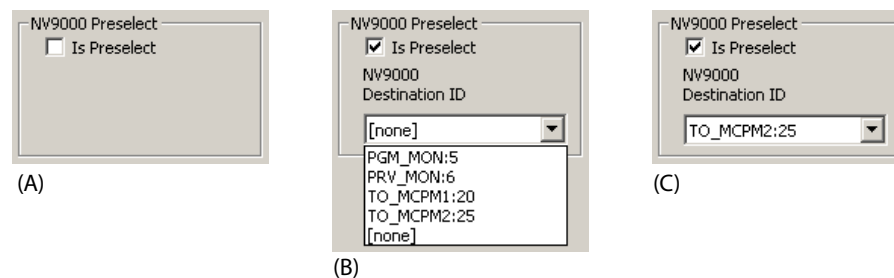 NV9000 Preselect
Is Preselect
(A)
NV9000 Preselect
Is Preselect
NV9000
Destination ID
[none]
PGM_MON:5
PRV_MON:6
TO_MCPM1:20
TO_MCPM2:25
[none]
(B)
NV9000 Preselect
Is Preselect
NV9000
Destination ID
TO_MCPM2:25
(C)